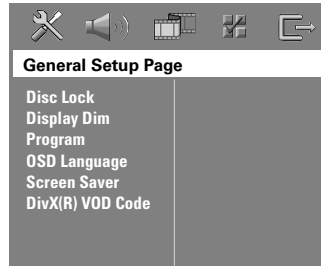 General Setup Page
Disc Lock
Display Dim
Program
OSD Language
Screen Saver
DivX(R) VOD Code